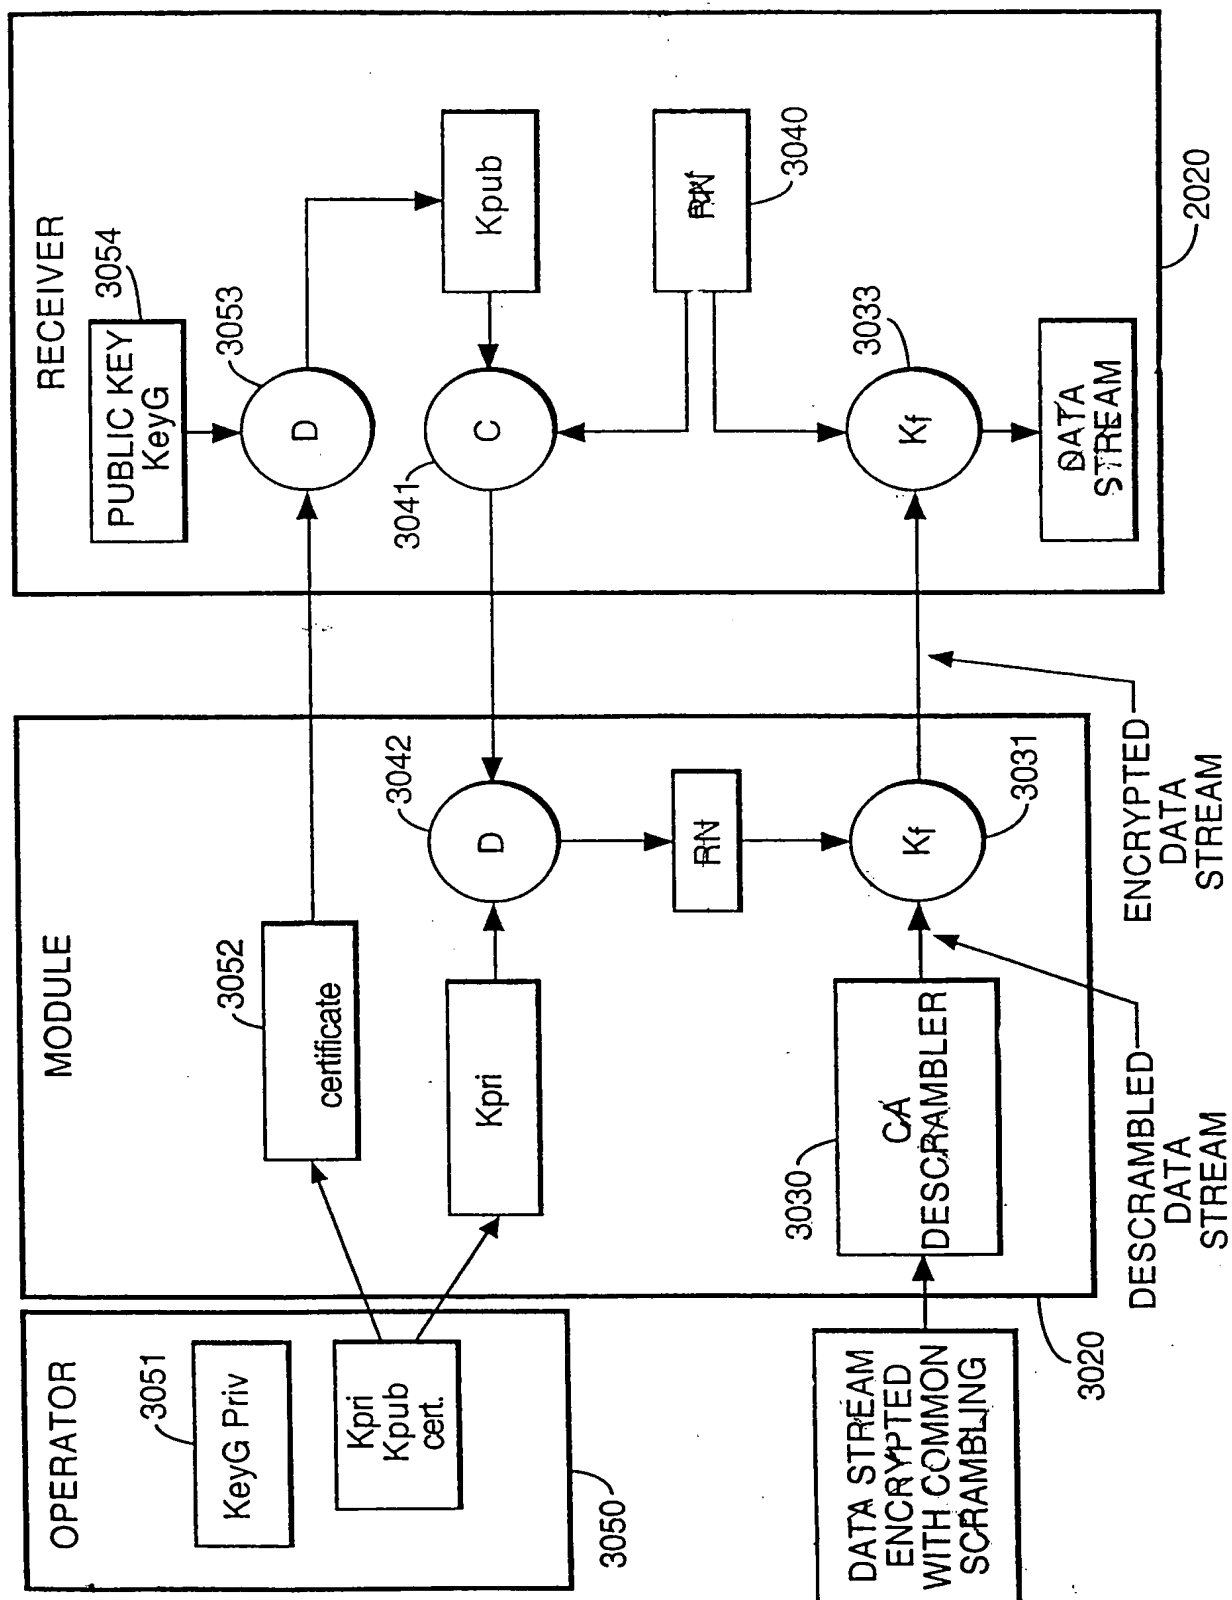 OPERATOR
3051
KeyG Priv
Kpri
Kpub
cert.
3050
DATA STREAM
ENCRYPTED
WITH COMMON
SCRAMBLING
MODULE
3052
certificate
Kpri
3042
D
RN
3030
CA
DESCRAMBLER
Kf
3031
3020
DESCRAMBLED
DATA
STREAM
ENCRYPTED
DATA
STREAM
RECEIVER
PUBLIC KEY
KeyG
3054
3053
D
Kpub
C
3041
RN
3040
Kf
3033
DATA
STREAM
2020